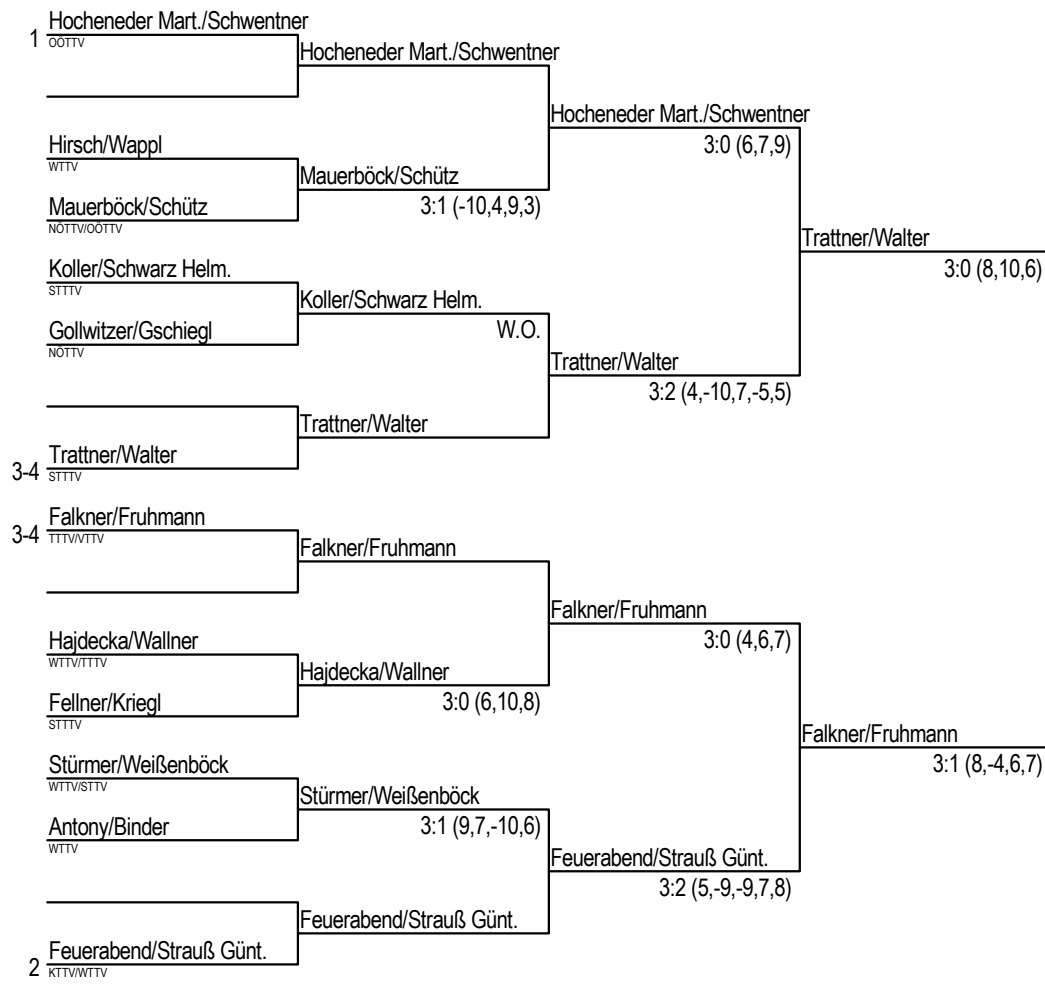 Hocheneder Mart./Schwentner
1
OÖTTV
Hocheneder Mart./Schwentner
Hocheneder Mart./Schwentner
3:0 (6,7,9)
Hirsch/Wappl
WTTV
Mauerböck/Schütz
3:1 (-10,4,9,3)
Mauerböck/Schütz
NÖTTV/OÖTTV
Trattner/Walter
3:0 (8,10,6)
Koller/Schwarz Helm.
STTTV
Koller/Schwarz Helm.
W.O.
Gollwitzer/Gschiegl
NÖTTV
Trattner/Walter
3:2 (4,-10,7,-5,5)
Trattner/Walter
Trattner/Walter
3-4
STTTV
Falkner/Fruhmann
3-4
TTTV/VTTV
Falkner/Fruhmann
Falkner/Fruhmann
3:0 (4,6,7)
Hajdecka/Wallner
WTTV/TTTV
Hajdecka/Wallner
3:0 (6,10,8)
Fellner/Kriegl
STTTV
Falkner/Fruhmann
3:1 (8,-4,6,7)
Stürmer/Weißenböck
WTTV/STTV
Stürmer/Weißenböck
3:1 (9,7,-10,6)
Antony/Binder
WTTV
Feuerabend/Strauß Günt.
3:2 (5,-9,-9,7,8)
Feuerabend/Strauß Günt.
Feuerabend/Strauß Günt.
2
KTTV/WTTV